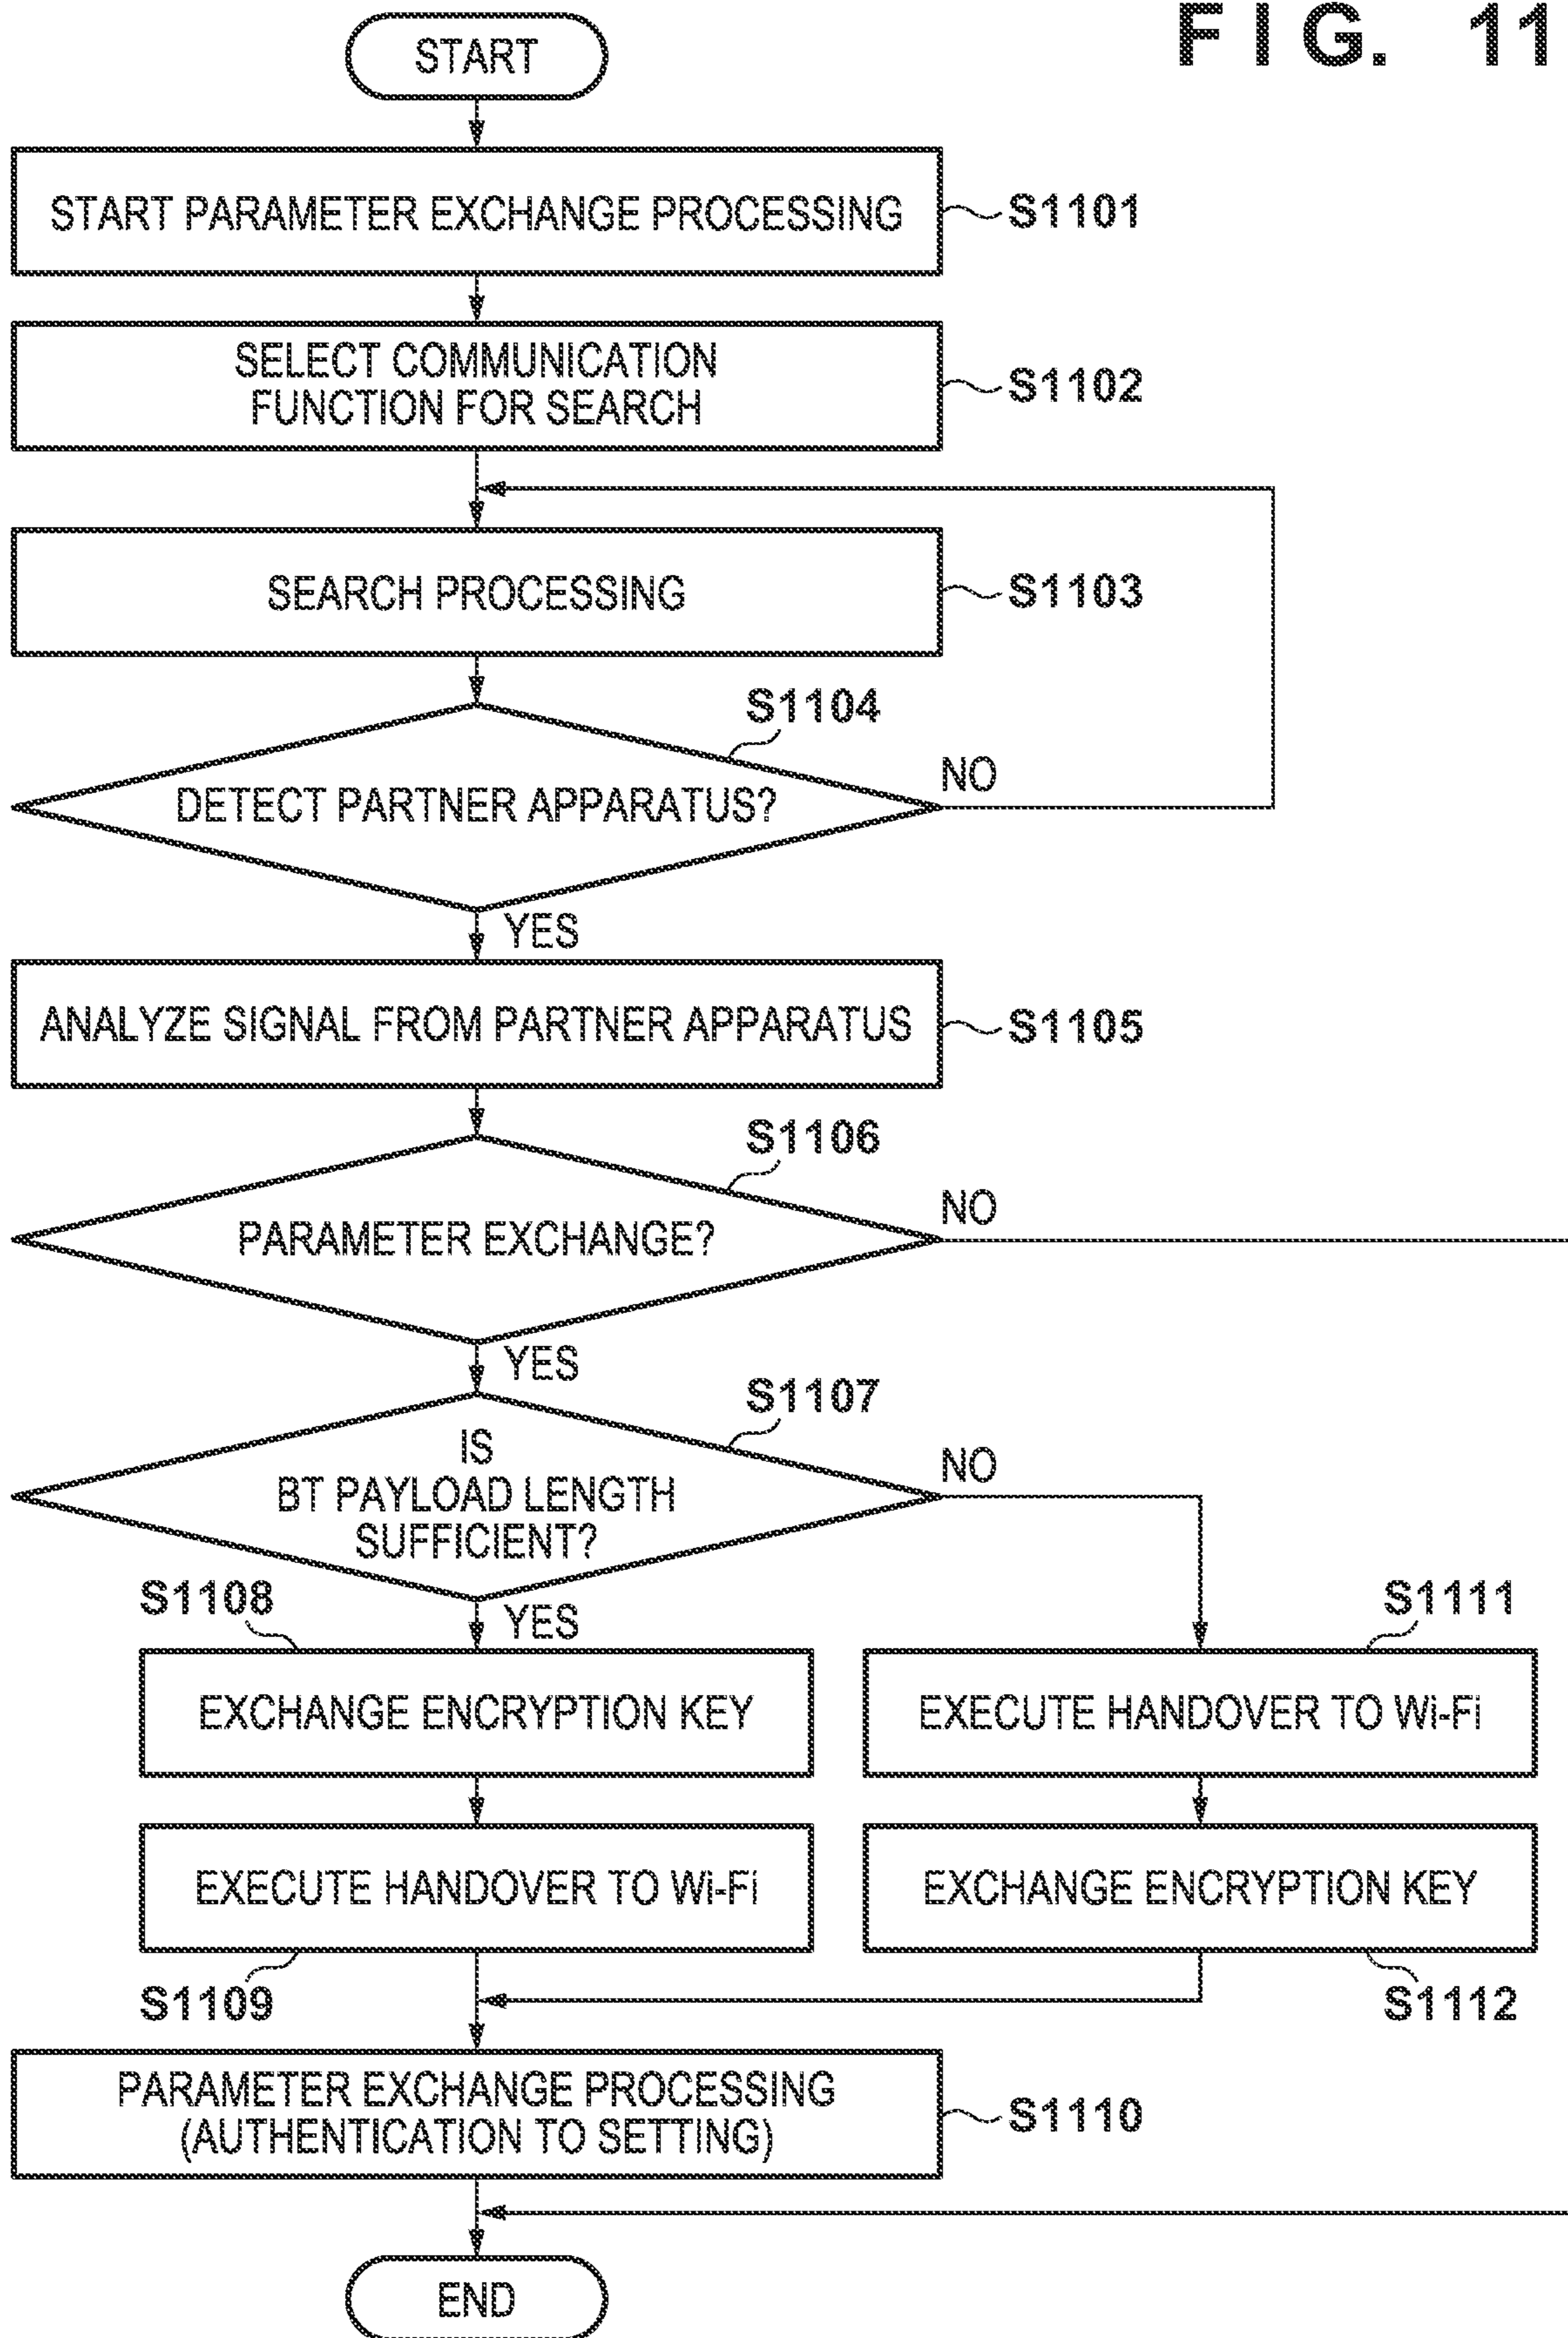 FIG. 11
START
START PARAMETER EXCHANGE PROCESSING
S1101
SELECT COMMUNICATION
FUNCTION FOR SEARCH
S1102
SEARCH PROCESSING
S1103
S1104
DETECT PARTNER APPARATUS?
NO
YES
ANALYZE SIGNAL FROM PARTNER APPARATUS
S1105
S1106
PARAMETER EXCHANGE?
NO
YES
S1107
IS
BT PAYLOAD LENGTH
SUFFICIENT?
NO
YES
S1108
EXCHANGE ENCRYPTION KEY
S1111
EXECUTE HANDOVER TO Wi-Fi
EXECUTE HANDOVER TO Wi-Fi
S1109
EXCHANGE ENCRYPTION KEY
S1112
PARAMETER EXCHANGE PROCESSING
(AUTHENTICATION TO SETTING)
S1110
END